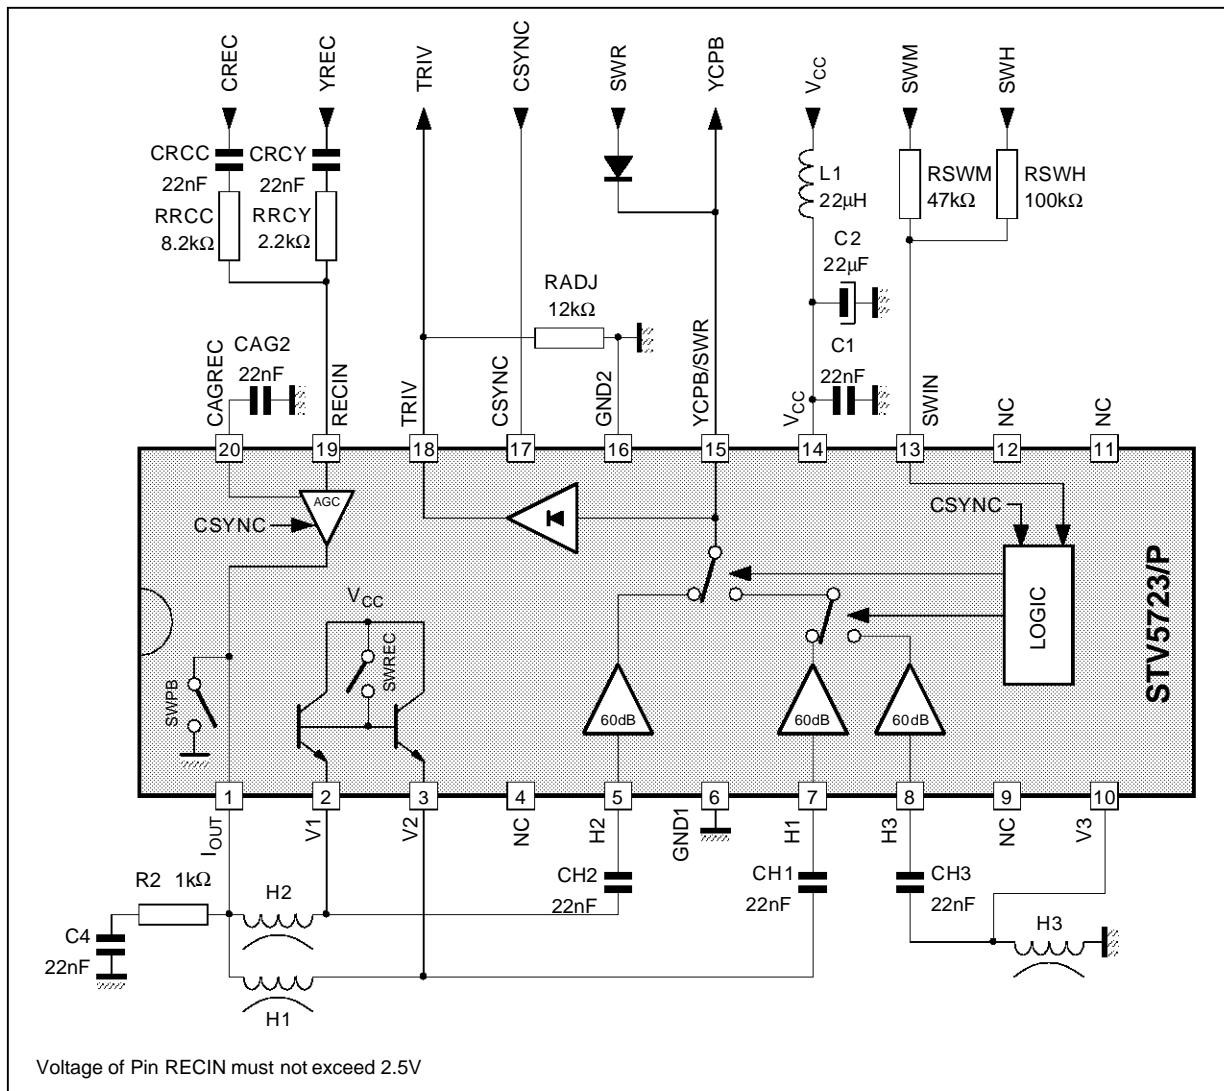 CREC
YREC
TRIV
CSYNC
SWR
YCPB
VCC
SWM
SWH
CRCC
22nF
CRCY
22nF
RRCC
8.2kΩ
RRCY
2.2kΩ
L1
22µH
RSWM
47kΩ
RSWH
100kΩ
C2
22µF
RADJ
12kΩ
C1
22nF
CAG2
22nF
CAGREC
RECIN
TRIV
CSYNC
GND2
YCPB/SWR
VCC
SWIN
NC
NC
20
19
18
17
16
15
14
13
12
11
AGC
CSYNC
CSYNC
LOGIC
STV5723/P
VCC
SWREC
SWPB
60dB
60dB
60dB
1
2
3
4
5
6
7
8
9
10
IOUT
V1
V2
NC
H2
GND1
H1
H3
NC
V3
R2 1kΩ
H2
CH2
22nF
CH1
22nF
CH3
22nF
H3
C4
22nF
H1
Voltage of Pin RECIN must not exceed 2.5V